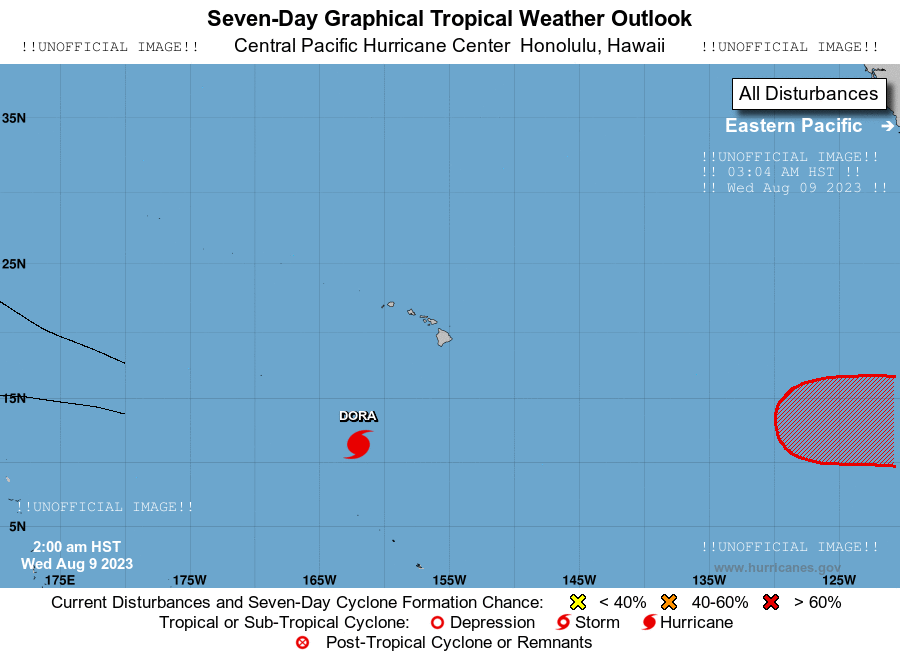 Seven-Day Graphical Tropical Weather Outlook
!!UNOFFICIAL IMAGE!! Central Pacific Hurricane Center Honolulu, Hawaii !!UNOFFICIAL IMAGE!!
All Disturbances
35N
Eastern Pacific →
!!UNOFFICIAL IMAGE!!
!! 03:04 AM HST !!
!! Wed Aug 09 2023 !!
25N
15N
DORA
!!UNOFFICIAL IMAGE!!
5N
2:00 am HST
Wed Aug 9 2023
!!UNOFFICIAL IMAGE!!
www.hurricanes.gov
175E 175W 165W 155W 145W 135W 125W
Current Disturbances and Seven-Day Cyclone Formation Chance: < 40% 40-60% > 60%
Tropical or Sub-Tropical Cyclone: Depression Storm Hurricane
Post-Tropical Cyclone or Remnants